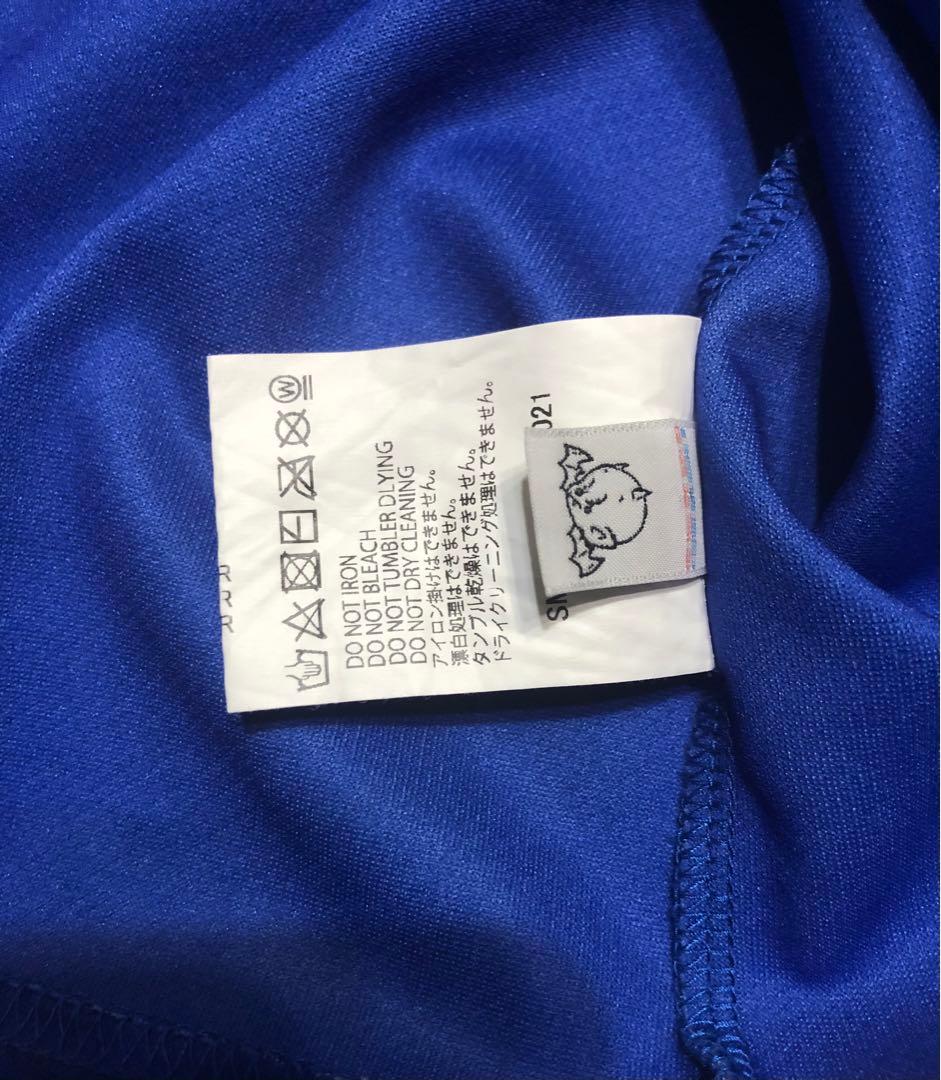 DO NOT IRON
DO NOT BLEACH
DO NOT TUMBLER DLYING
DO NOT DRY CLEANING
アイロン掛けはできません。
漂白処理はできません。
タンブル乾燥はできません。
ドライクリーニング処理はできません。
W